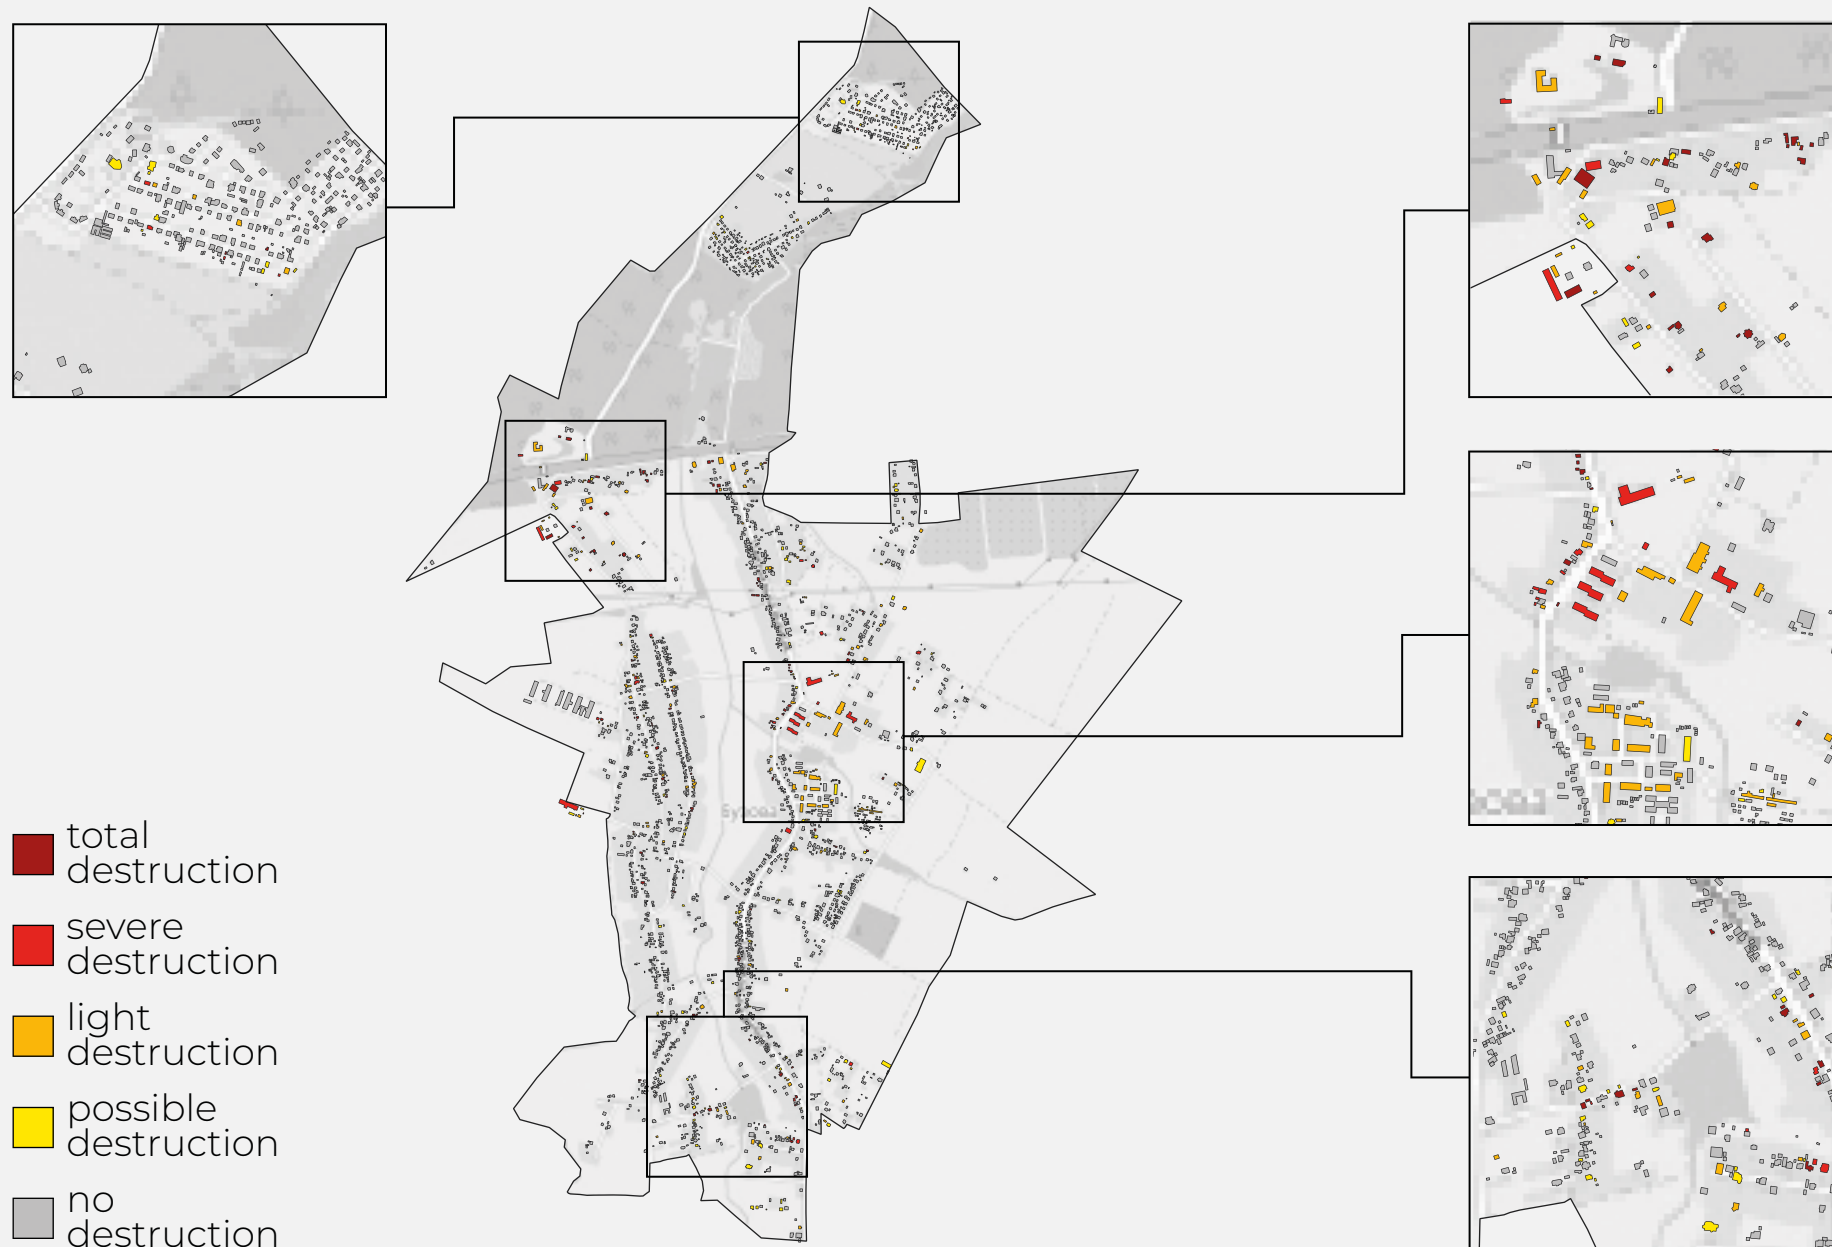 total
destruction
severe
destruction
light
destruction
possible
destruction
no
destruction